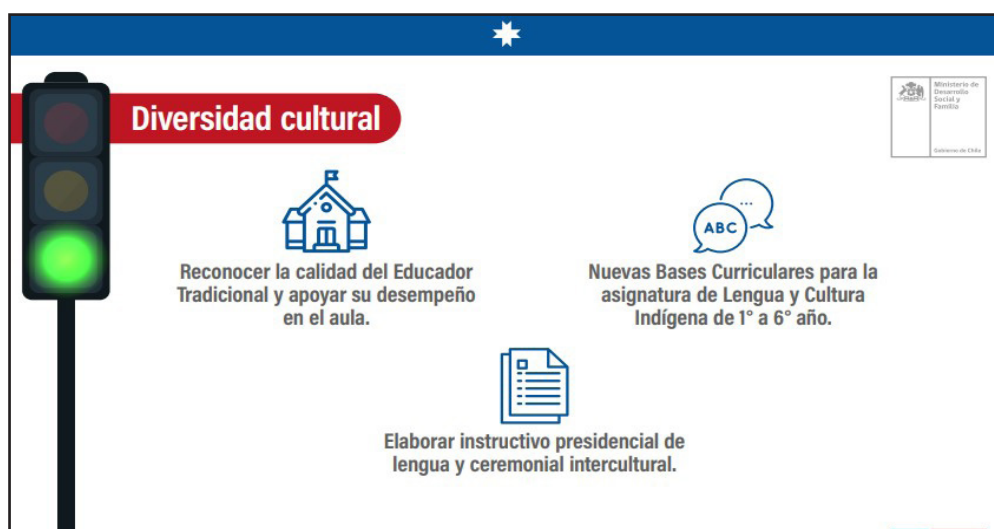 Diversidad cultural
Ministerio de
Desarrollo
Social y
Familia
Gobierno de Chile
Reconocer la calidad del Educador
Tradicional y apoyar su desempeño
en el aula.
ABC
...
Nuevas Bases Curriculares para la
asignatura de Lengua y Cultura
Indígena de 1° a 6° año.
Elaborar instructivo presidencial de
lengua y ceremonial intercultural.